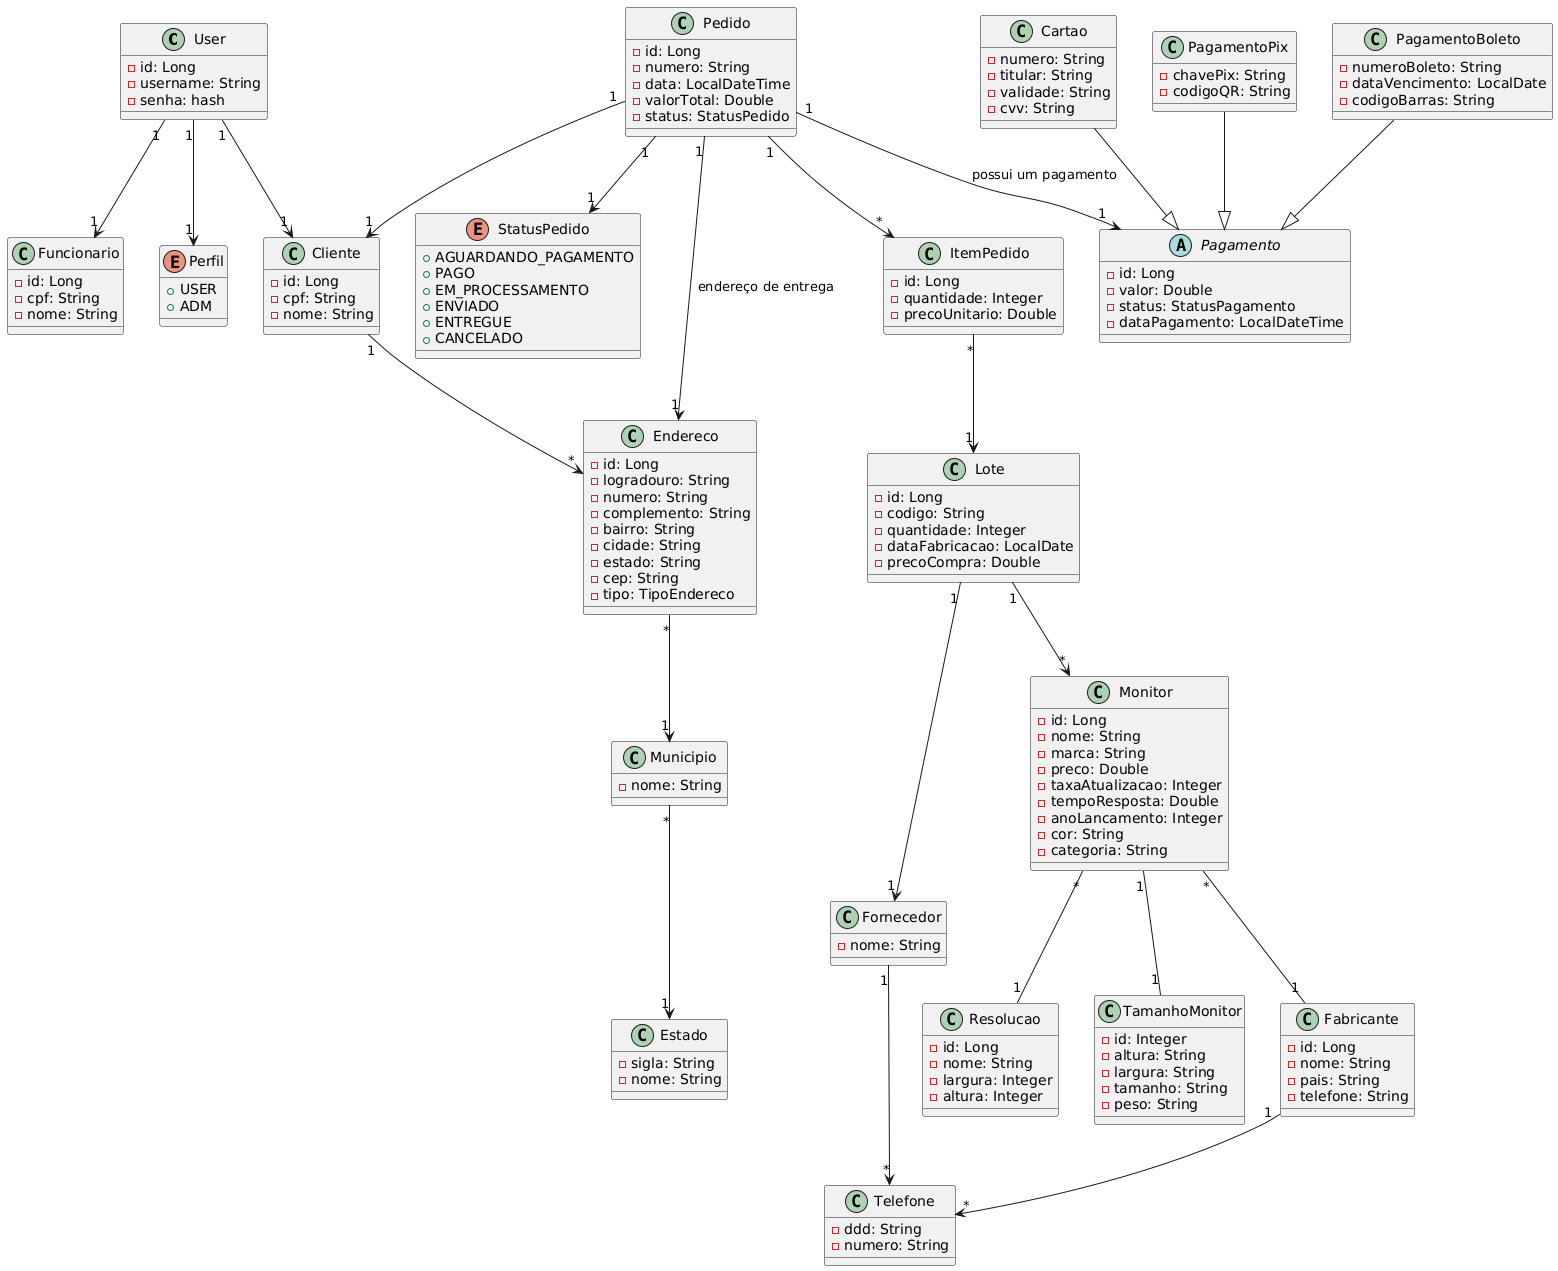 C User
id: Long
username: String
senha: hash
C Pedido
id: Long
numero: String
data: LocalDateTime
valorTotal: Double
status: StatusPedido
C Cartao
numero: String
titular: String
validade: String
cvv: String
C PagamentoPix
chavePix: String
codigoQR: String
C PagamentoBoleto
numeroBoleto: String
dataVencimento: LocalDate
codigoBarras: String
1
1
1
1
1
1
1
1
1
possui um pagamento
1
1
1
1
1
*
1
C Funcionario
id: Long
cpf: String
nome: String
E Perfil
USER
ADM
C Cliente
id: Long
cpf: String
nome: String
E StatusPedido
AGUARDANDO_PAGAMENTO
PAGO
EM_PROCESSAMENTO
ENVIADO
ENTREGUE
CANCELADO
endereço de entrega
C ItemPedido
id: Long
quantidade: Integer
precoUnitario: Double
A Pagamento
id: Long
valor: Double
status: StatusPagamento
dataPagamento: LocalDateTime
1
*
1
*
1
C Endereco
id: Long
logradouro: String
numero: String
complemento: String
bairro: String
cidade: String
estado: String
cep: String
tipo: TipoEndereco
C Lote
id: Long
codigo: String
quantidade: Integer
dataFabricacao: LocalDate
precoCompra: Double
1
1
*
*
1
C Municipio
nome: String
C Monitor
id: Long
nome: String
marca: String
preco: Double
taxaAtualizacao: Integer
tempoResposta: Double
anoLancamento: Integer
cor: String
categoria: String
*
1
*
1
*
1
C Fornecedor
nome: String
1
1
1
1
1
C Estado
sigla: String
nome: String
C Resolucao
id: Long
nome: String
largura: Integer
altura: Integer
C TamanhoMonitor
id: Integer
altura: String
largura: String
tamanho: String
peso: String
C Fabricante
id: Long
nome: String
pais: String
telefone: String
1
*
*
C Telefone
ddd: String
numero: String